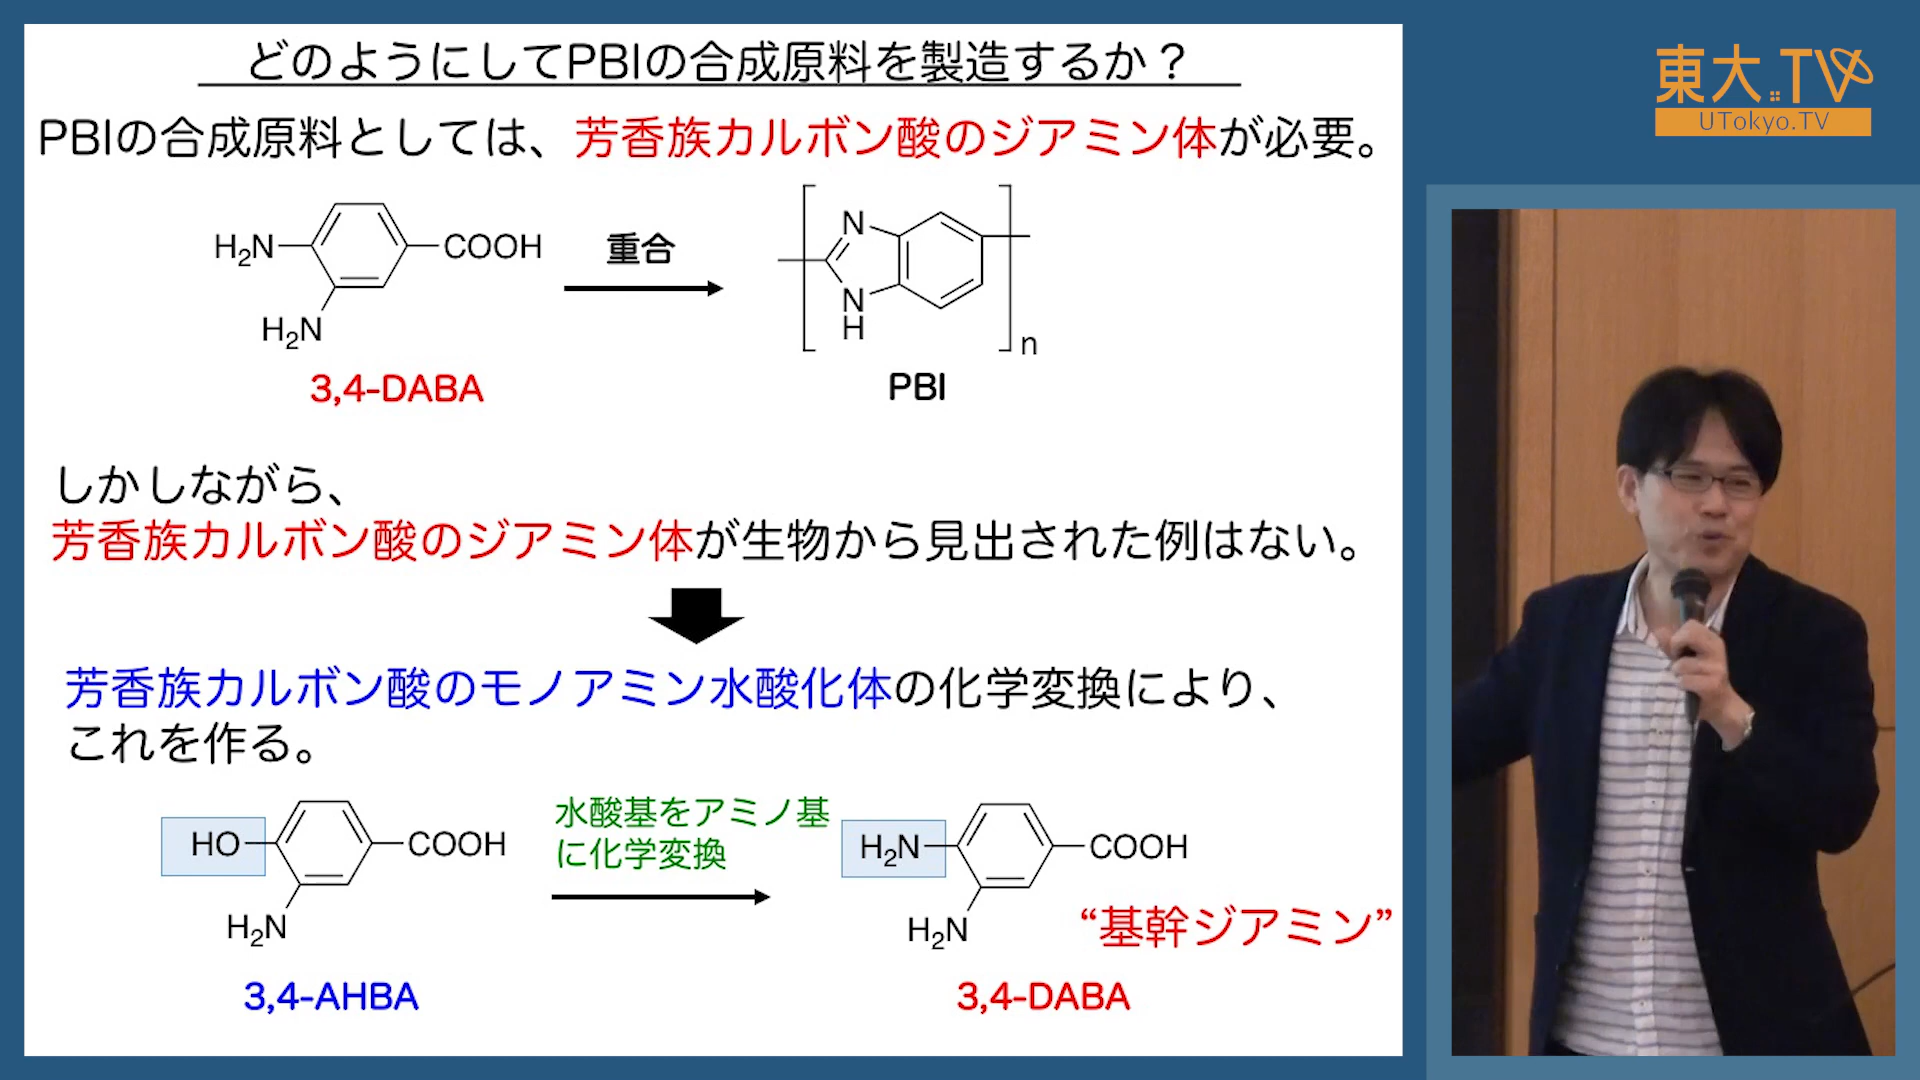 どのようにしてPBIの合成原料を製造するか？
PBIの合成原料としては、芳香族カルボン酸のジアミン体が必要。
H2N
COOH
H2N
3,4-DABA
重合
N
N
H
n
PBI
しかしながら、
芳香族カルボン酸のジアミン体が生物から見出された例はない。
芳香族カルボン酸のモノアミン水酸化体の化学変換により、
これを作る。
HO
COOH
H2N
3,4-AHBA
水酸基をアミノ基
に化学変換
H2N
COOH
H2N
“基幹ジアミン”
3,4-DABA
東大TV
UTokyo.TV